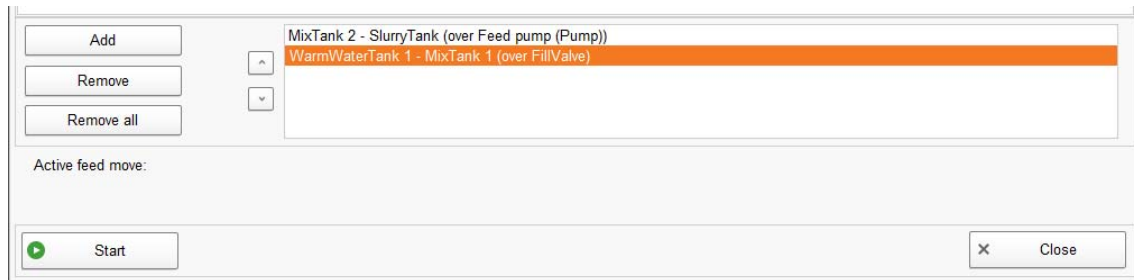 Add
Remove
Remove all
MixTank 2 - SlurryTank (over Feed pump (Pump))
WarmWaterTank 1 - MixTank 1 (over FillValve)
Active feed move:
Start
Close